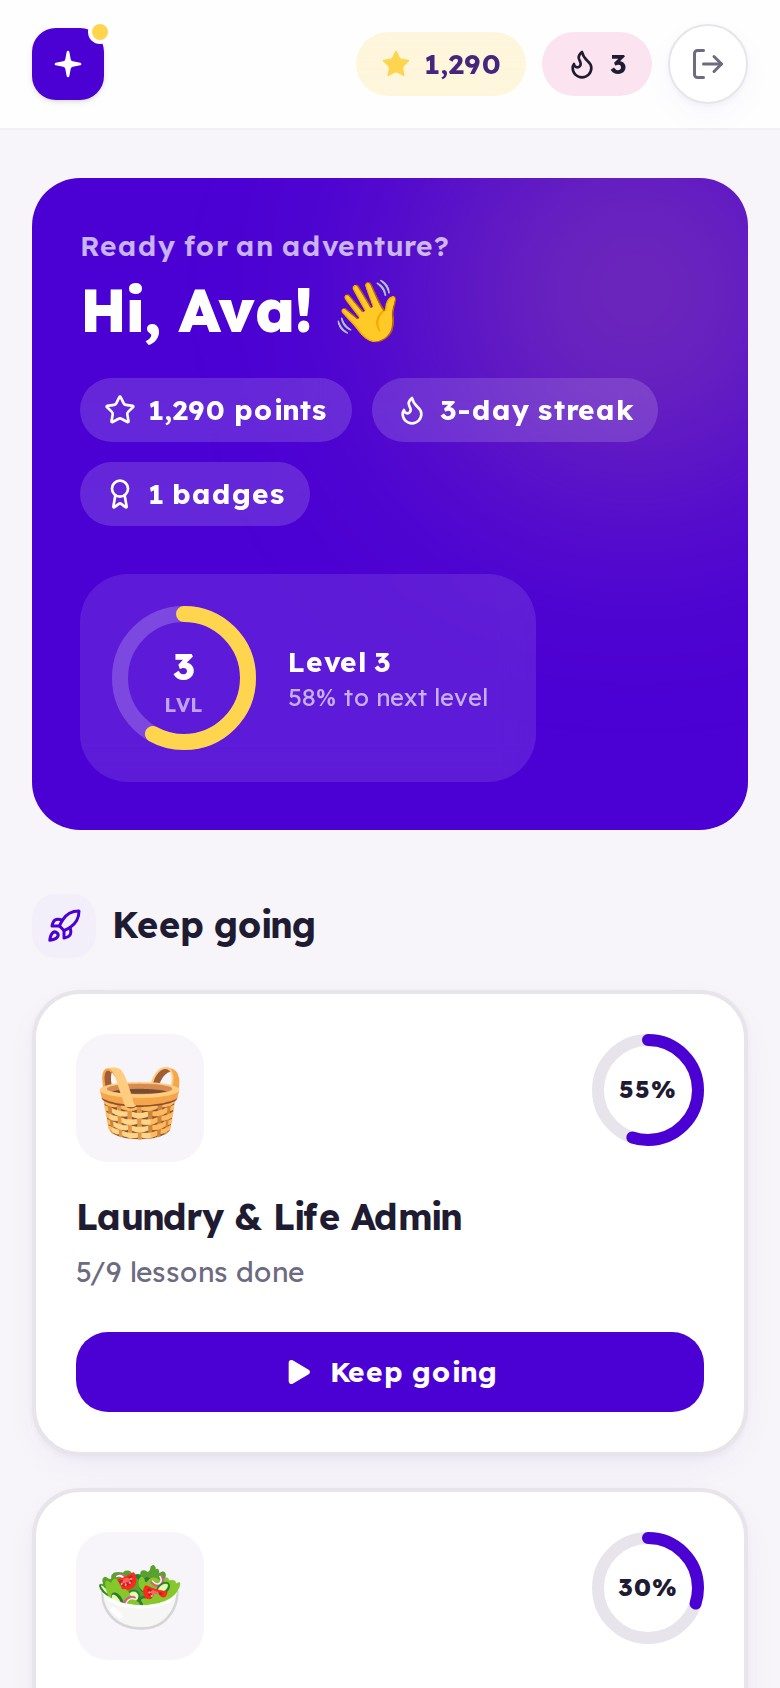 1,290
3
Ready for an adventure?
Hi, Ava! 👋
1,290 points
3-day streak
1 badges
3
LVL
Level 3
58% to next level
Keep going
55%
Laundry & Life Admin
5/9 lessons done
Keep going
30%